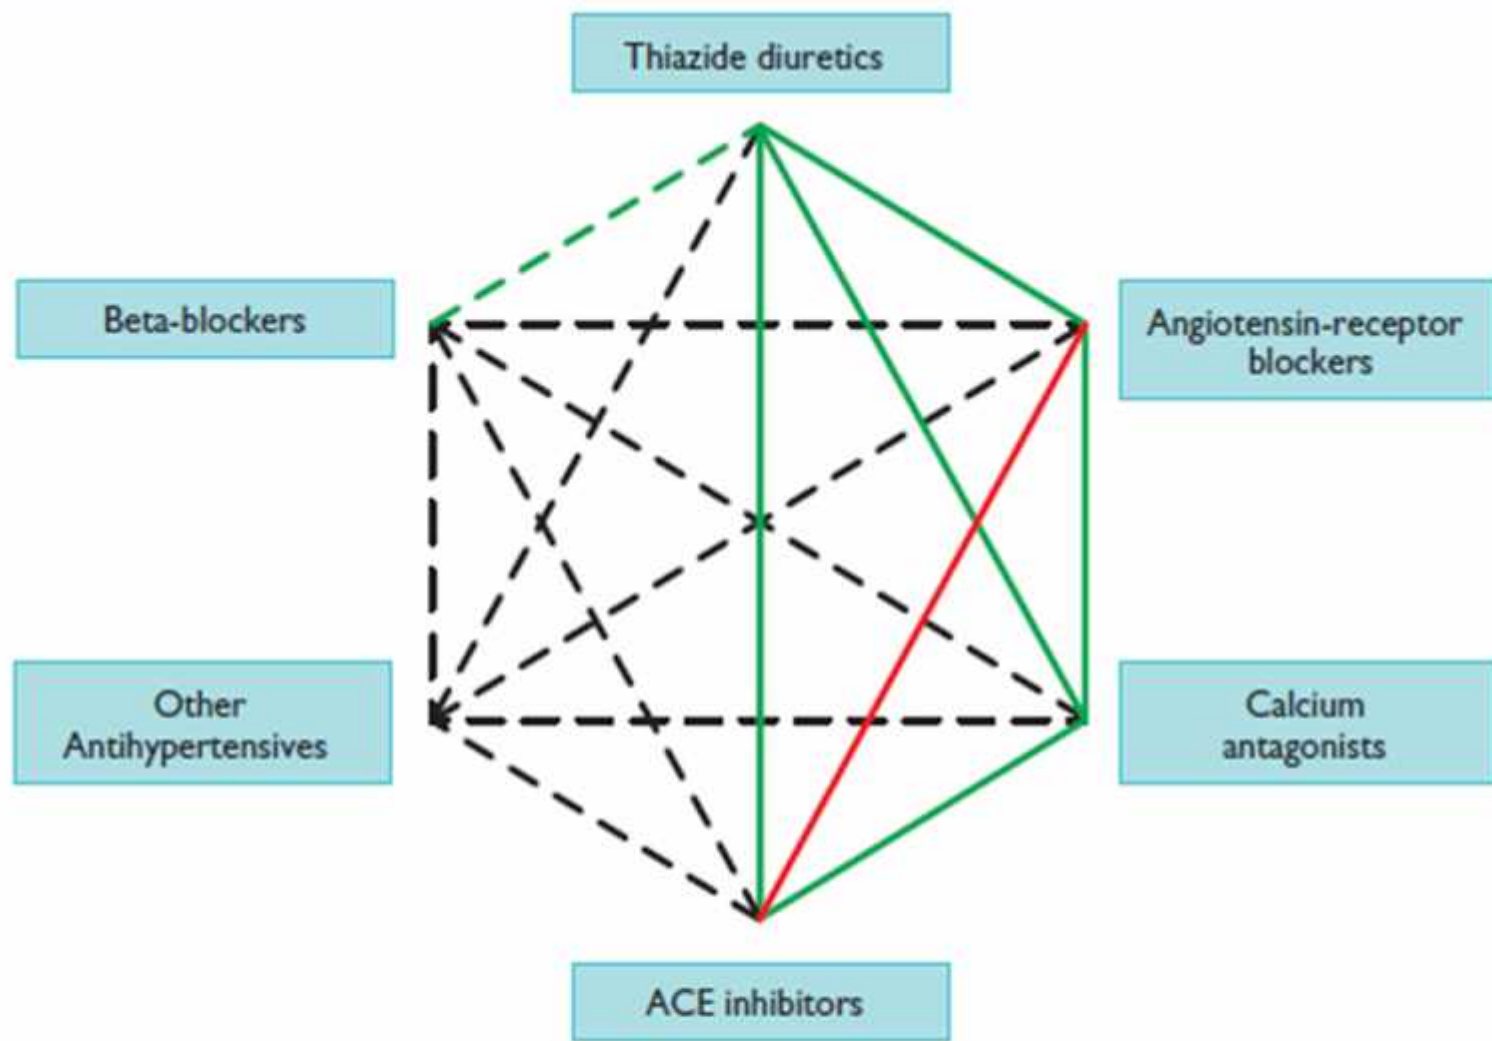 Thiazide diuretics
Beta-blockers
Angiotensin-receptor
blockers
Other
Antihypertensives
Calcium
antagonists
ACE inhibitors